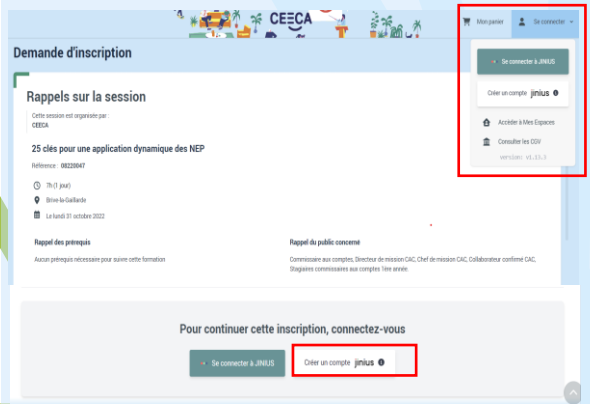 CEECA
Mon panier
Se connecter
Demande d'inscription
Se connecter à JINIUS
Créer un compte jinius
Accéder à Mes Espaces
Consulter les CGV
version: v1.13.3
Rappels sur la session
Cette session est organisée par :
CEECA
25 clés pour une application dynamique des NEP
Référence : 08220047
7h (1 jour)
Brive-la-Gaillarde
Le lundi 31 octobre 2022
Rappel des prérequis
Aucun prérequis nécessaire pour suivre cette formation
Rappel du public concerné
Commissaire aux comptes, Directeur de mission CAC, Chef de mission CAC, Collaborateur confirmé CAC,
Stagiaires commissaires aux comptes 1ère année.
Pour continuer cette inscription, connectez-vous
Se connecter à JINIUS
Créer un compte jinius